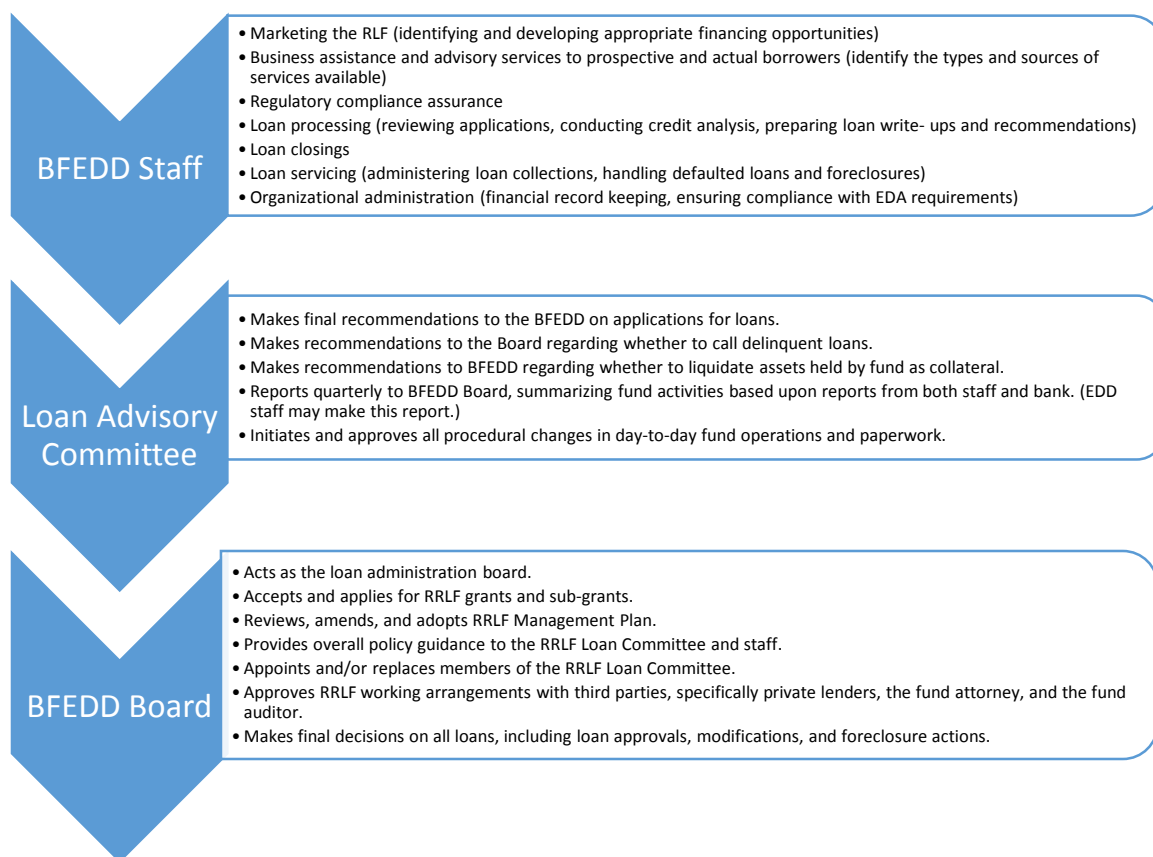 BFEDD Staff
• Marketing the RLF (identifying and developing appropriate financing opportunities)
• Business assistance and advisory services to prospective and actual borrowers (identify the types and sources of
services available)
• Regulatory compliance assurance
• Loan processing (reviewing applications, conducting credit analysis, preparing loan write- ups and recommendations)
• Loan closings
• Loan servicing (administering loan collections, handling defaulted loans and foreclosures)
• Organizational administration (financial record keeping, ensuring compliance with EDA requirements)
Loan Advisory
Committee
• Makes final recommendations to the BFEDD on applications for loans.
• Makes recommendations to the Board regarding whether to call delinquent loans.
• Makes recommendations to BFEDD regarding whether to liquidate assets held by fund as collateral.
• Reports quarterly to BFEDD Board, summarizing fund activities based upon reports from both staff and bank. (EDD
staff may make this report.)
• Initiates and approves all procedural changes in day-to-day fund operations and paperwork.
BFEDD Board
• Acts as the loan administration board.
• Accepts and applies for RRLF grants and sub-grants.
• Reviews, amends, and adopts RRLF Management Plan.
• Provides overall policy guidance to the RRLF Loan Committee and staff.
• Appoints and/or replaces members of the RRLF Loan Committee.
• Approves RRLF working arrangements with third parties, specifically private lenders, the fund attorney, and the fund
auditor.
• Makes final decisions on all loans, including loan approvals, modifications, and foreclosure actions.